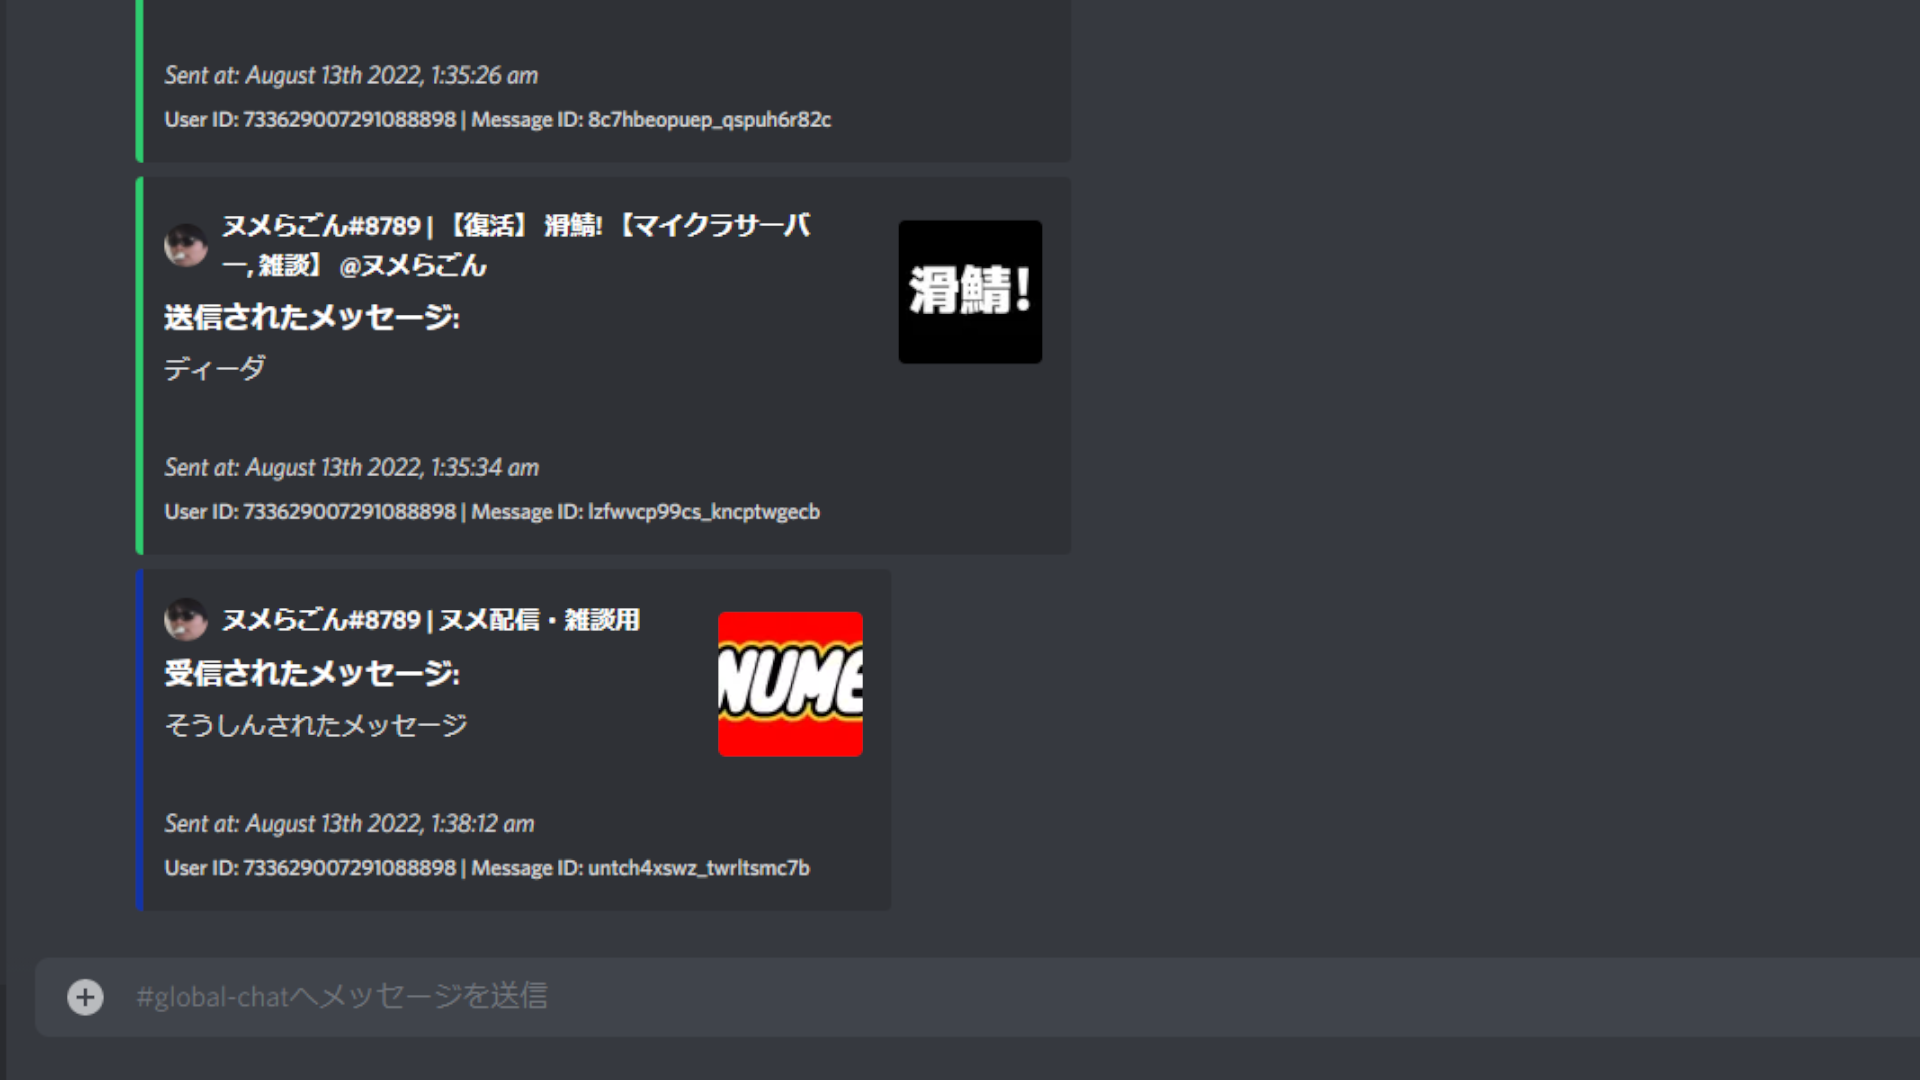 Sent at: August 13th 2022, 1:35:26 am
User ID: 733629007291088898 | Message ID: 8c7hbeopuep_qspuh6r82c
ヌメらごん#8789 | 【復活】 滑鯖! 【マイクラサーバ
ー, 雑談】 @ヌメらごん
滑鯖!
送信されたメッセージ:
ディーダ
Sent at: August 13th 2022, 1:35:34 am
User ID: 733629007291088898 | Message ID: lzfwvcp99cs_kncptwgecb
ヌメらごん#8789 | ヌメ配信・雑談用
NUME
受信されたメッセージ:
そうしんされたメッセージ
Sent at: August 13th 2022, 1:38:12 am
User ID: 733629007291088898 | Message ID: untch4xswz_twrltsmc7b
#global-chatへメッセージを送信